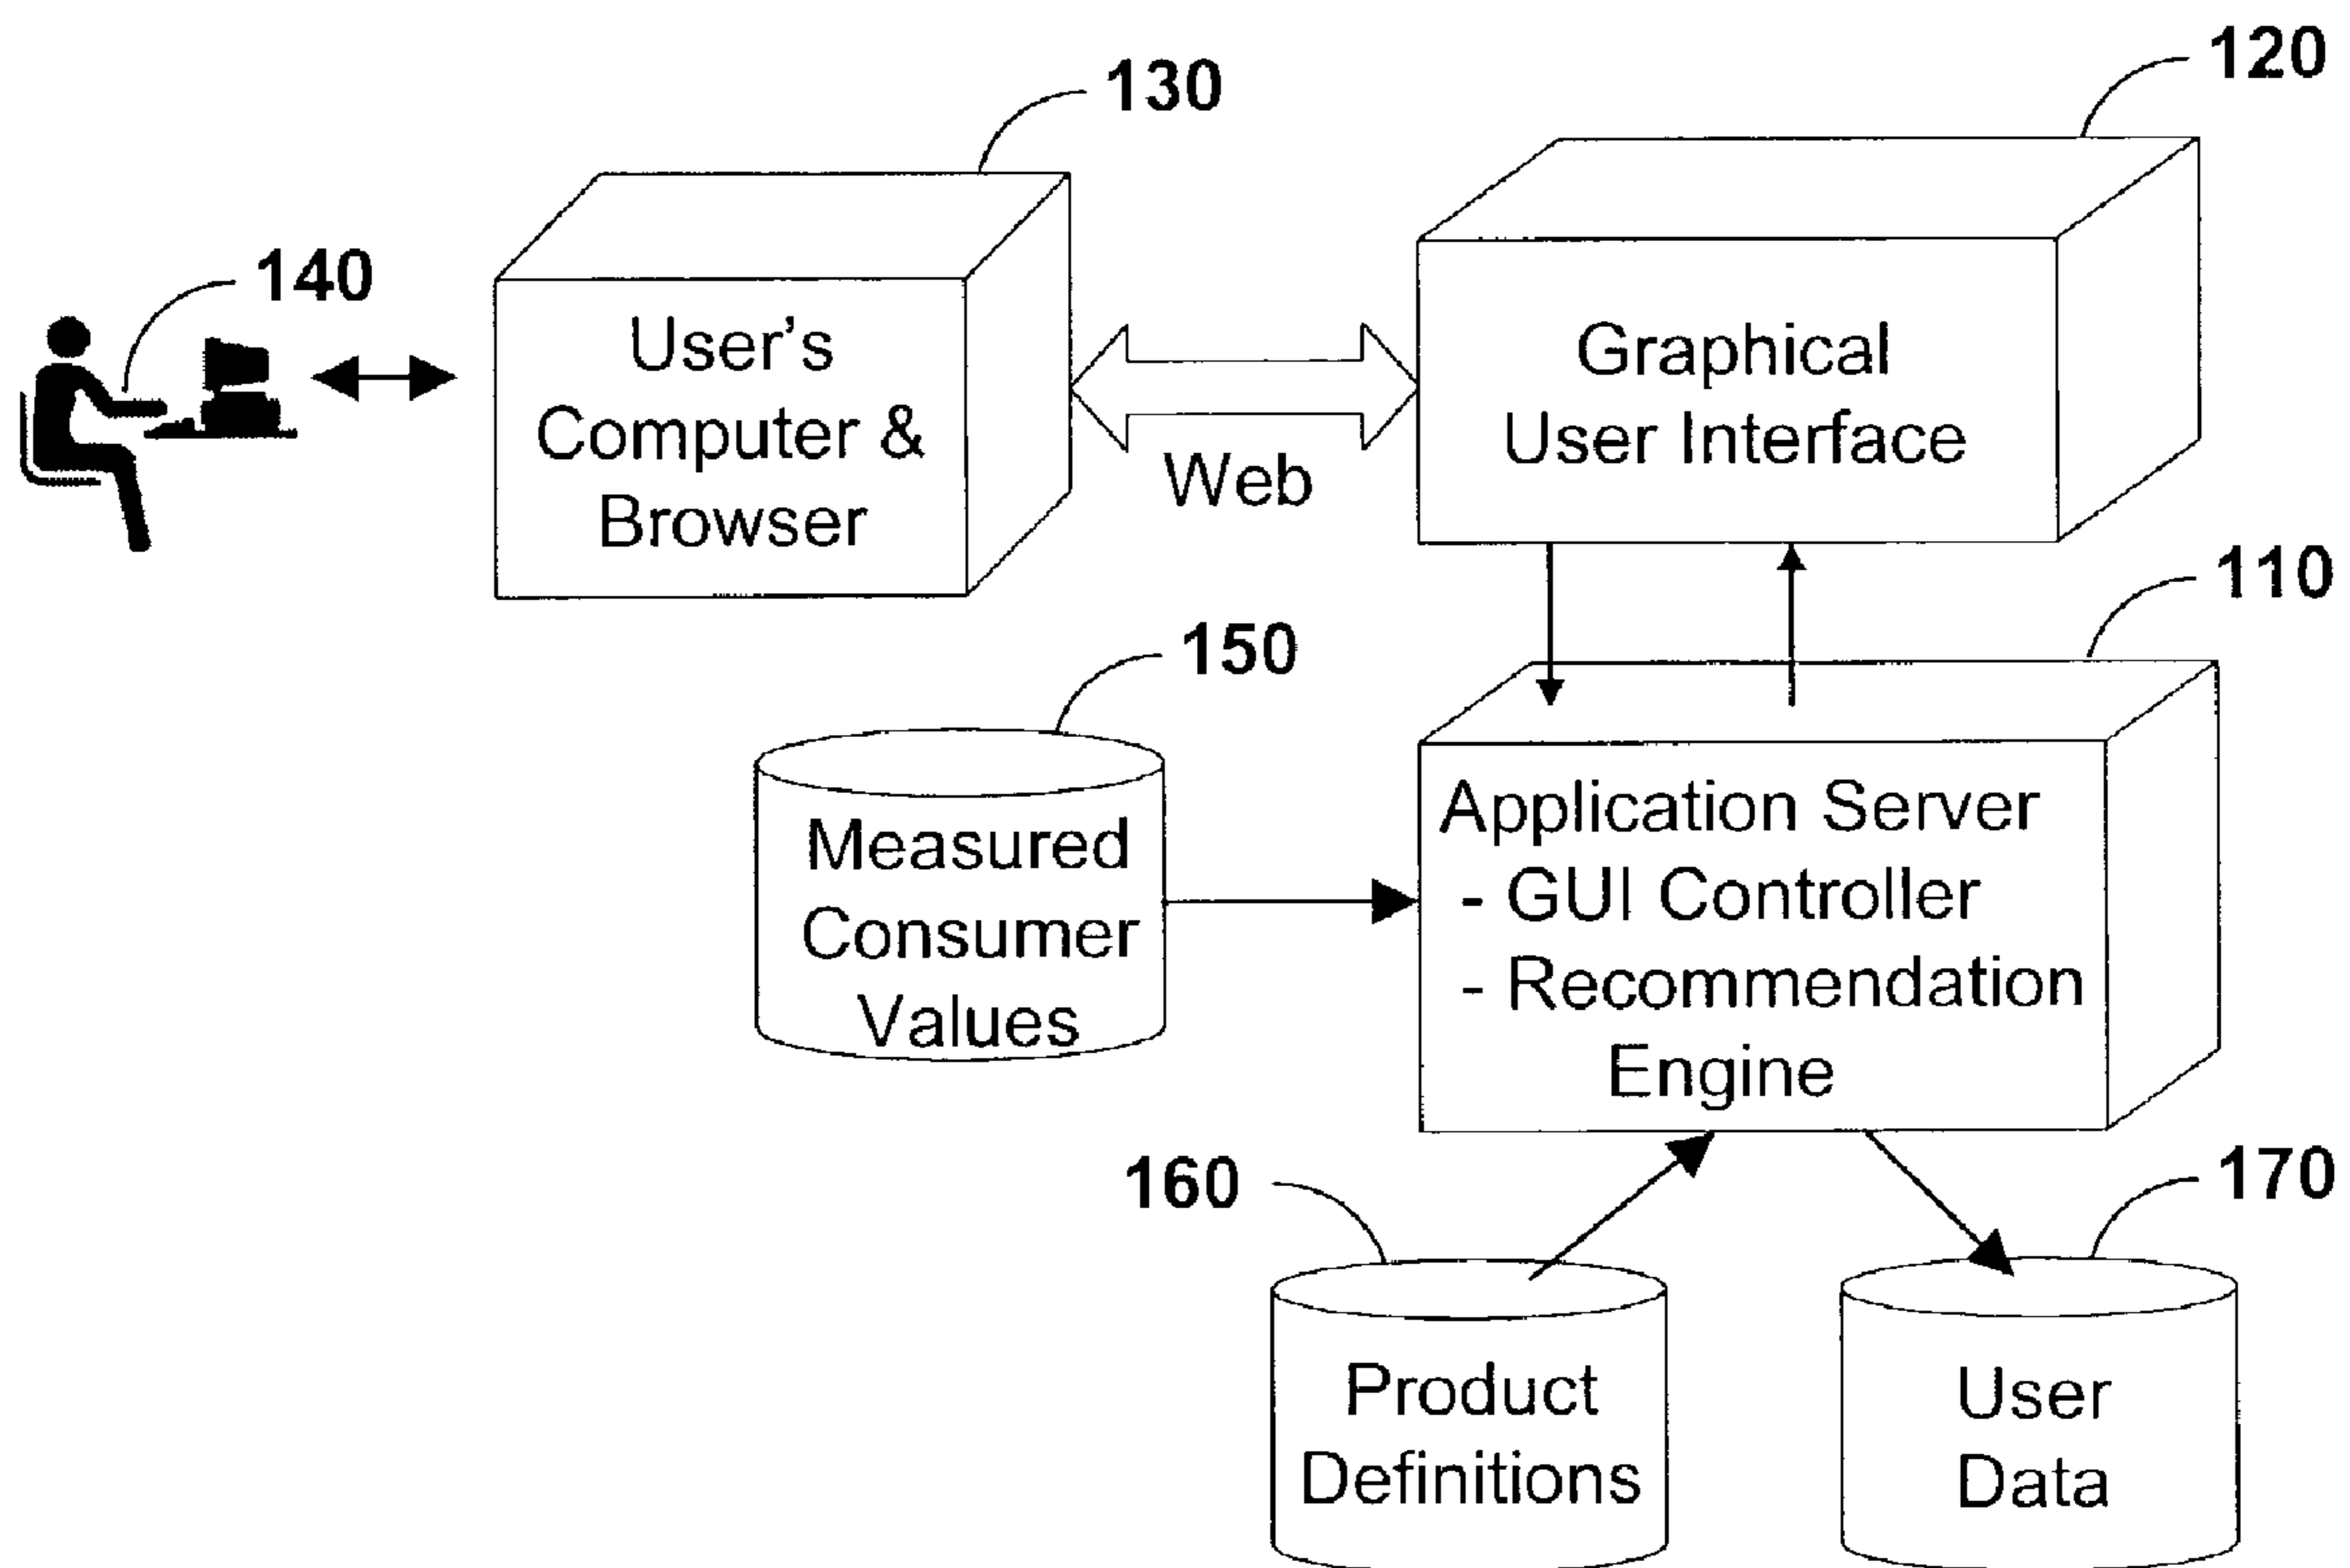 120
130
140
User's
Computer &
Browser
Web
Graphical
User Interface
110
150
Measured
Consumer
Values
Application Server
- GUI Controller
- Recommendation
Engine
160
170
Product
Definitions
User
Data